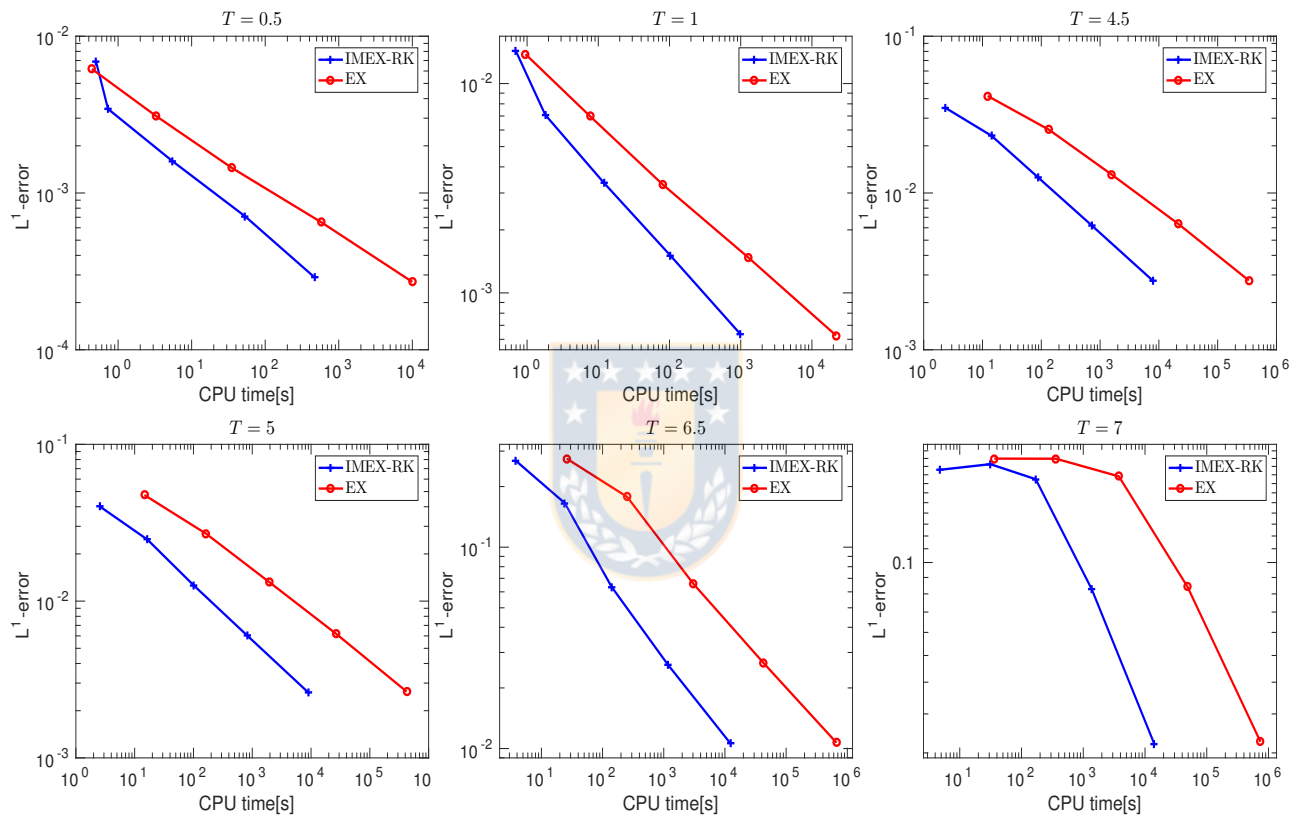 T = 0.5
10^-2
10^-3
10^-4
L^1-error
IMEX-RK
EX
10^0 10^1 10^2 10^3 10^4
CPU time[s]
T = 1
10^-2
10^-3
L^1-error
IMEX-RK
EX
10^0 10^1 10^2 10^3 10^4
CPU time[s]
T = 4.5
10^-1
10^-2
10^-3
L^1-error
IMEX-RK
EX
10^0 10^1 10^2 10^3 10^4 10^5 10^6
CPU time[s]
T = 5
10^-1
10^-2
10^-3
L^1-error
IMEX-RK
EX
10^0 10^1 10^2 10^3 10^4 10^5 10
CPU time[s]
T = 6.5
10^-1
10^-2
L^1-error
IMEX-RK
EX
10^1 10^2 10^3 10^4 10^5 10^6
CPU time[s]
T = 7
0.1
L^1-error
IMEX-RK
EX
10^1 10^2 10^3 10^4 10^5 10^6
CPU time[s]